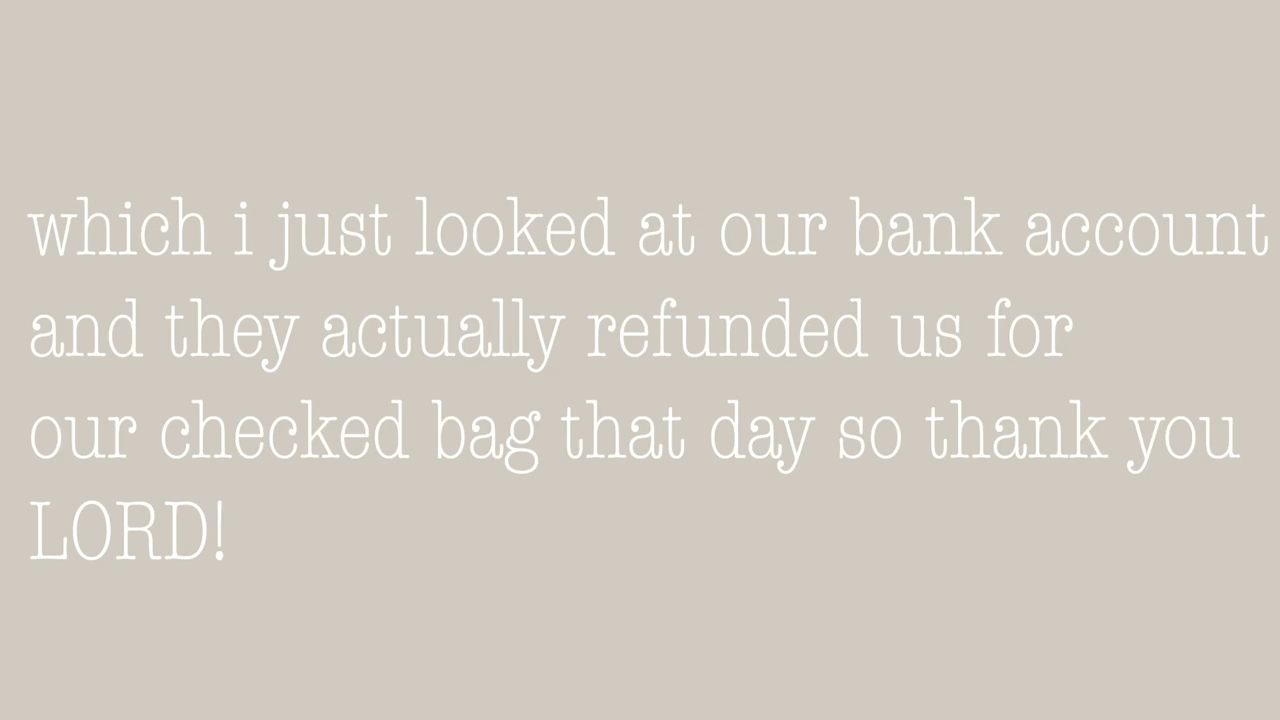 which i just looked at our bank account
and they actually refunded us for
our checked bag that day so thank you
LORD!